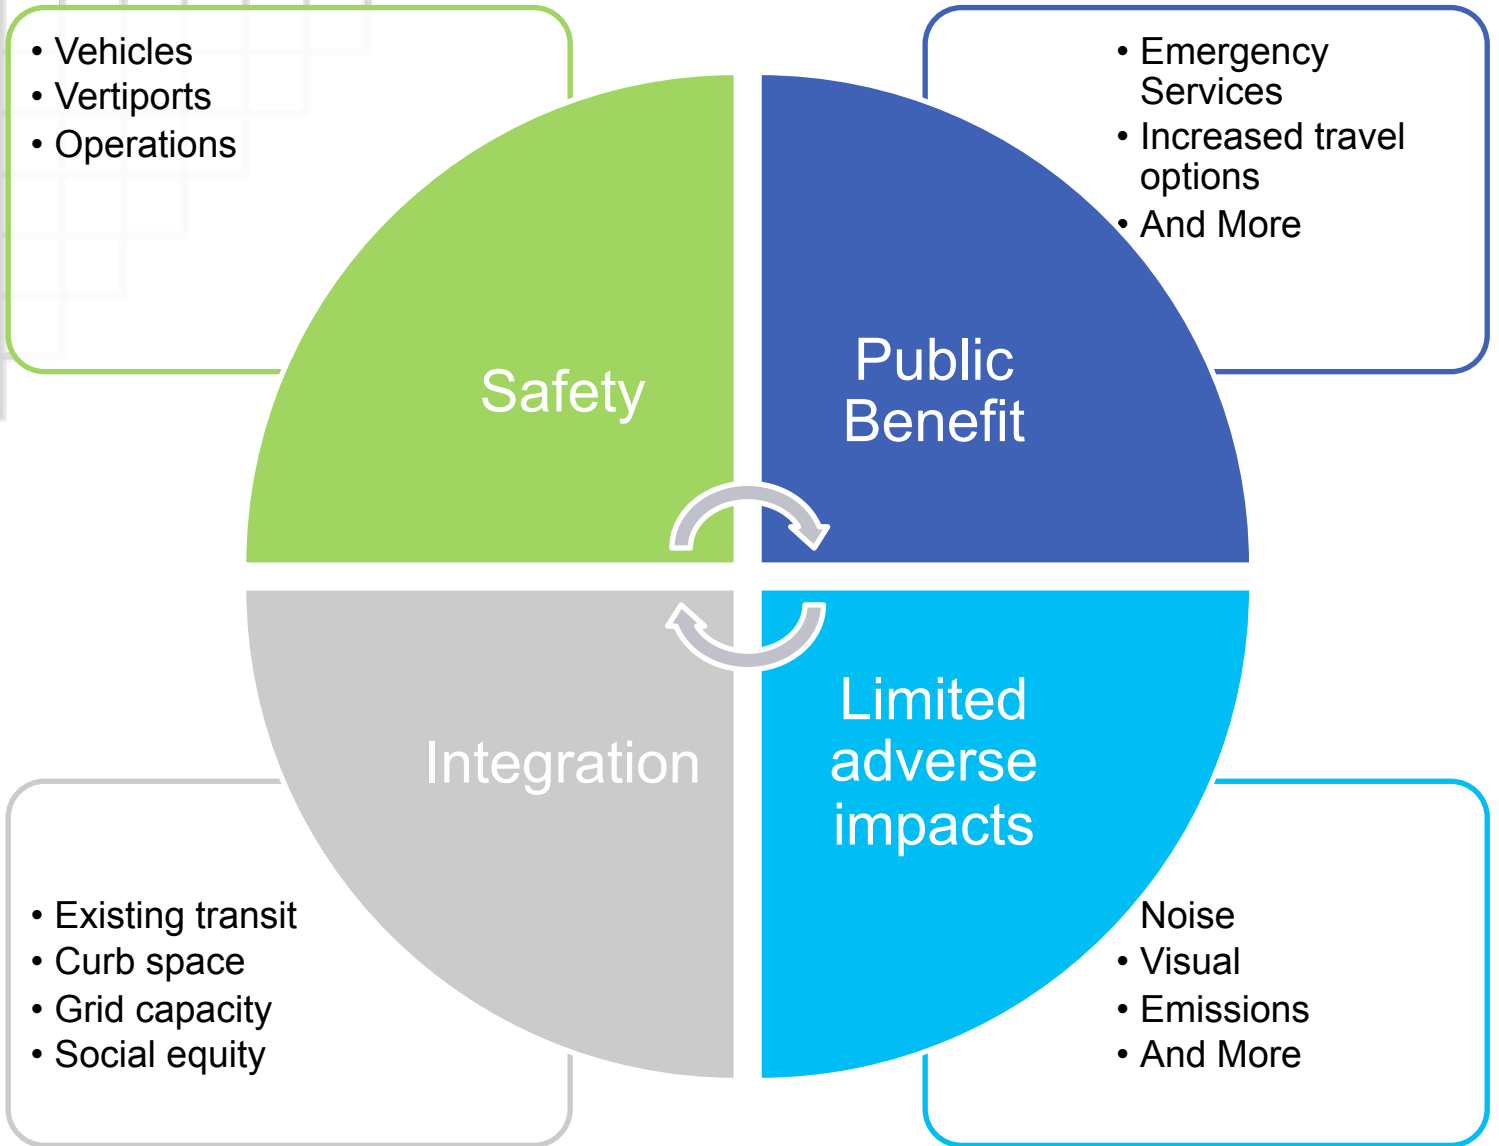 • Vehicles
• Vertiports
• Operations
• Emergency
Services
• Increased travel
options
• And More
Safety
Public
Benefit
Integration
Limited
adverse
impacts
• Existing transit
• Curb space
• Grid capacity
• Social equity
Noise
• Visual
• Emissions
• And More